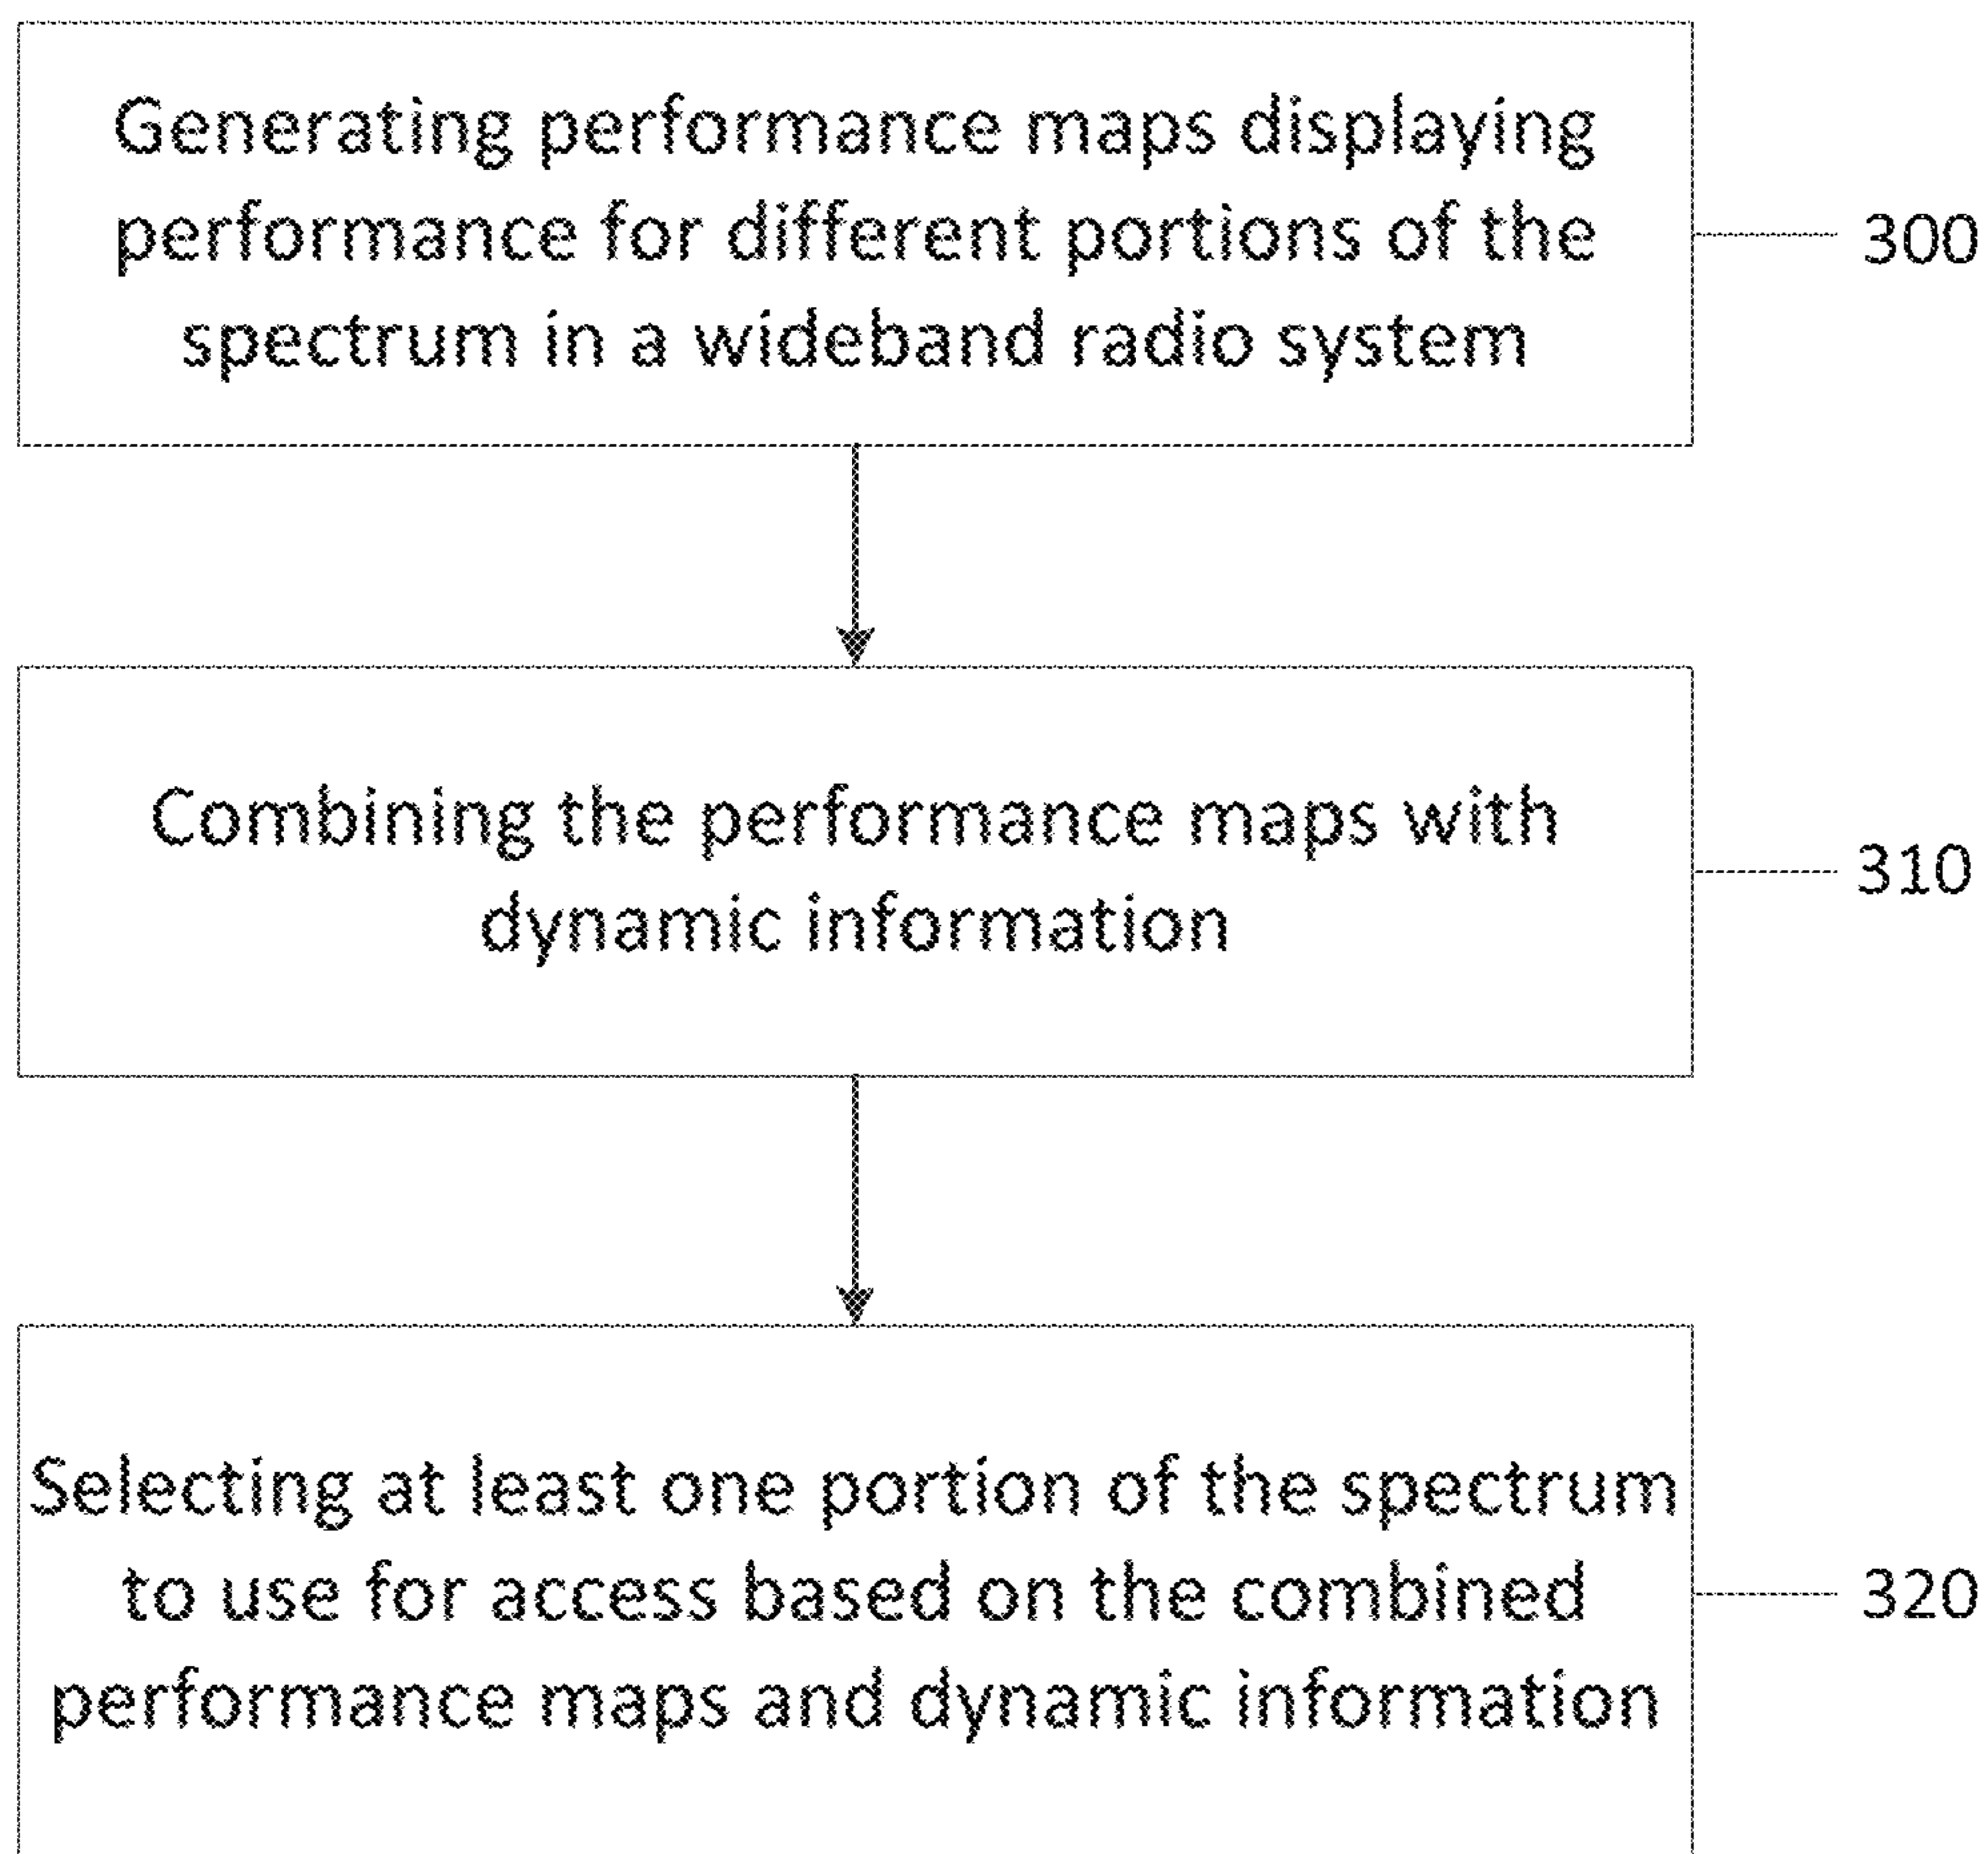 Generating performance maps displaying
performance for different portions of the
spectrum in a wideband radio system
300
Combining the performance maps with
dynamic information
310
Selecting at least one portion of the spectrum
to use for access based on the combined
performance maps and dynamic information
320